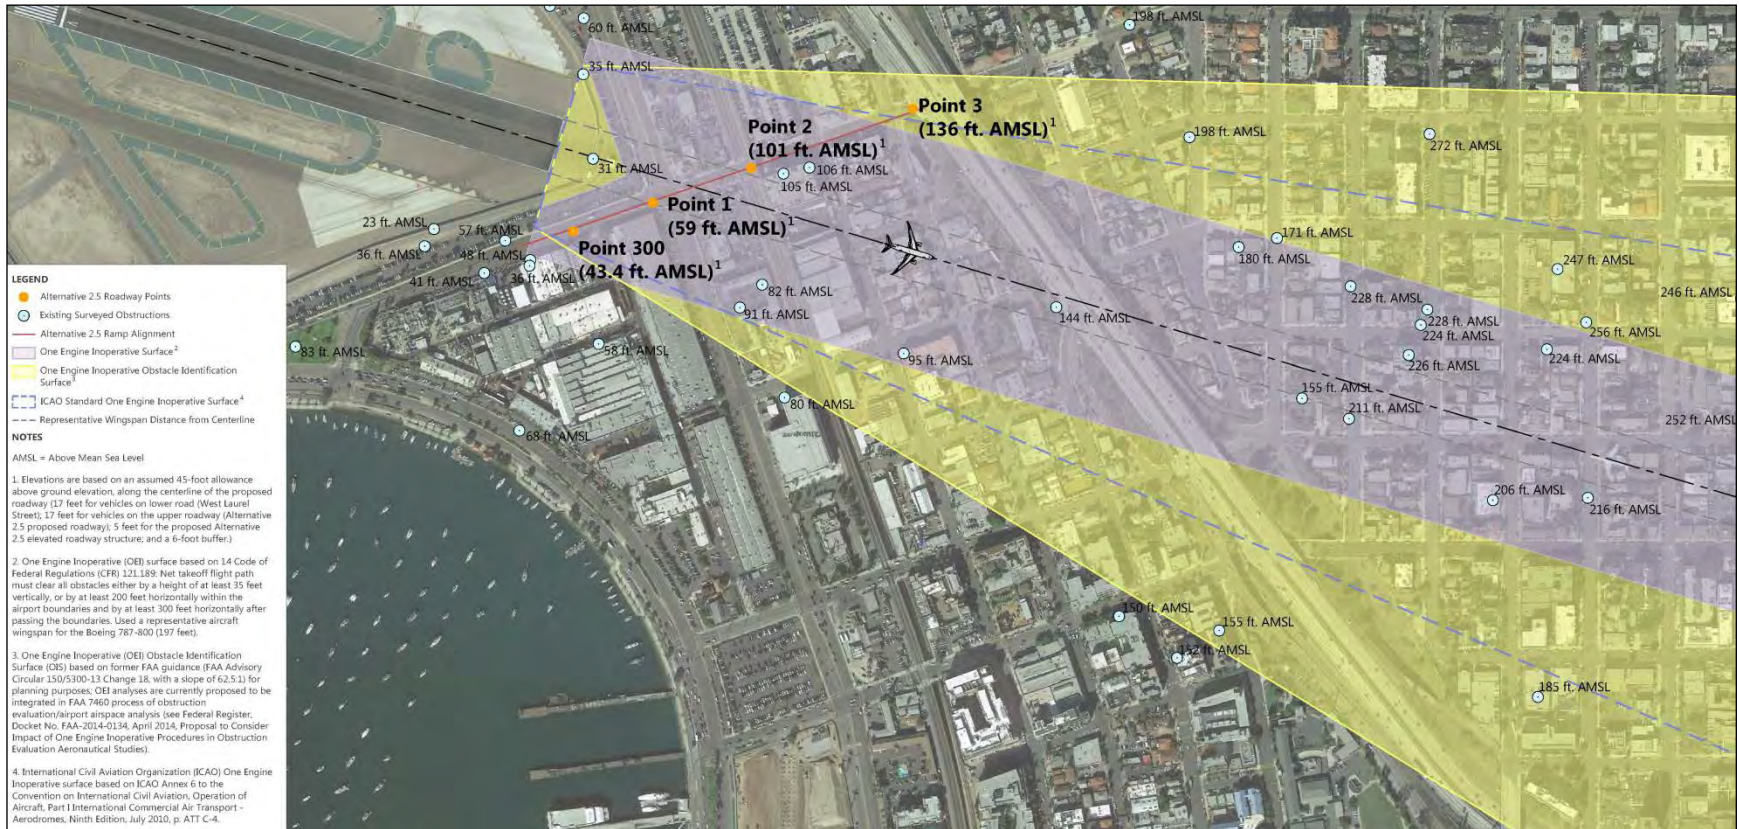 198 ft. AMSL
60 ft. AMSL
35 ft. AMSL
Point 3
(136 ft. AMSL)1
Point 2
(101 ft. AMSL)1
198 ft. AMSL
272 ft. AMSL
31 ft. AMSL
106 ft. AMSL
105 ft. AMSL
Point 1
(59 ft. AMSL)1
23 ft. AMSL
57 ft. AMSL
36 ft. AMSL
48 ft. AMSL
Point 300
(43.4 ft. AMSL)1
171 ft. AMSL
180 ft. AMSL
41 ft. AMSL
36 ft. AMSL
247 ft. AMSL
82 ft. AMSL
228 ft. AMSL
246 ft. AMSL
91 ft. AMSL
144 ft. AMSL
228 ft. AMSL
224 ft. AMSL
256 ft. AMSL
83 ft. AMSL
58 ft. AMSL
95 ft. AMSL
226 ft. AMSL
224 ft. AMSL
80 ft. AMSL
155 ft. AMSL
211 ft. AMSL
252 ft. AMSL
68 ft. AMSL
206 ft. AMSL
216 ft. AMSL
150 ft. AMSL
155 ft. AMSL
152 ft. AMSL
185 ft. AMSL
LEGEND
Alternative 2.5 Roadway Points
Existing Surveyed Obstructions
Alternative 2.5 Ramp Alignment
One Engine Inoperative Surface2
One Engine Inoperative Obstacle Identification
Surface3
ICAO Standard One Engine Inoperative Surface4
Representative Wingspan Distance from Centerline
NOTES
AMSL = Above Mean Sea Level
1. Elevations are based on an assumed 45-foot allowance
above ground elevation, along the centerline of the proposed
roadway (17 feet for vehicles on lower road (West Laurel
Street); 17 feet for vehicles on the upper roadway (Alternative
2.5 proposed roadway); 5 feet for the proposed Alternative
2.5 elevated roadway structure; and a 6-foot buffer.)
2. One Engine Inoperative (OEI) surface based on 14 Code of
Federal Regulations (CFR) 121.189: Net takeoff flight path
must clear all obstacles either by a height of at least 35 feet
vertically, or by at least 200 feet horizontally within the
airport boundaries and by at least 300 feet horizontally after
passing the boundaries. Used a representative aircraft
wingspan for the Boeing 787-800 (197 feet).
3. One Engine Inoperative (OEI) Obstacle Identification
Surface (OIS) based on former FAA guidance (FAA Advisory
Circular 150/5300-13 Change 18, with a slope of 62.5:1) for
planning purposes; OEI analyses are currently proposed to be
integrated in FAA 7460 process of obstruction
evaluation/airport airspace analysis (see Federal Register,
Docket No. FAA-2014-0134, April 2014, Proposal to Consider
Impact of One Engine Inoperative Procedures in Obstruction
Evaluation Aeronautical Studies).
4. International Civil Aviation Organization (ICAO) One Engine
Inoperative surface based on ICAO Annex 6 to the
Convention on International Civil Aviation, Operation of
Aircraft, Part I International Commercial Air Transport -
Aerodromes, Ninth Edition, July 2010, p. ATT C-4.